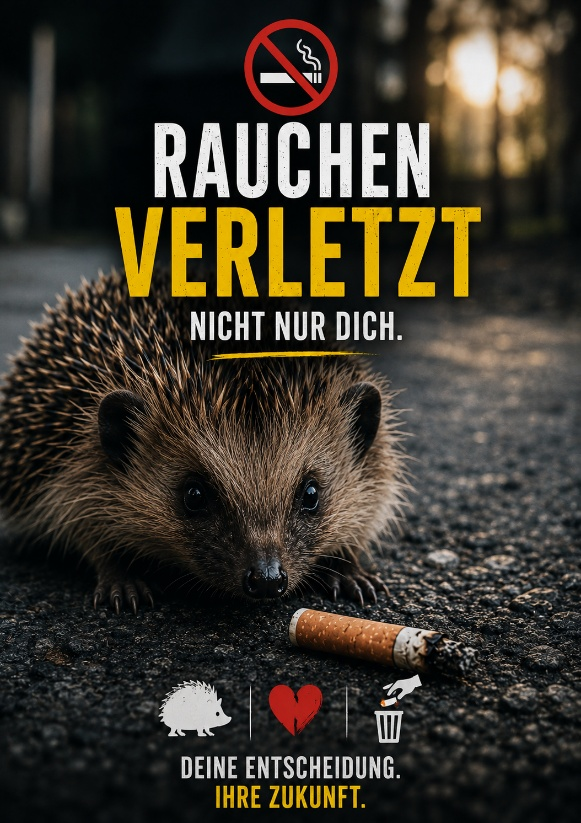 RAUCHEN
VERLETZT
NICHT NUR DICH.
DEINE ENTSCHEIDUNG.
IHRE ZUKUNFT.